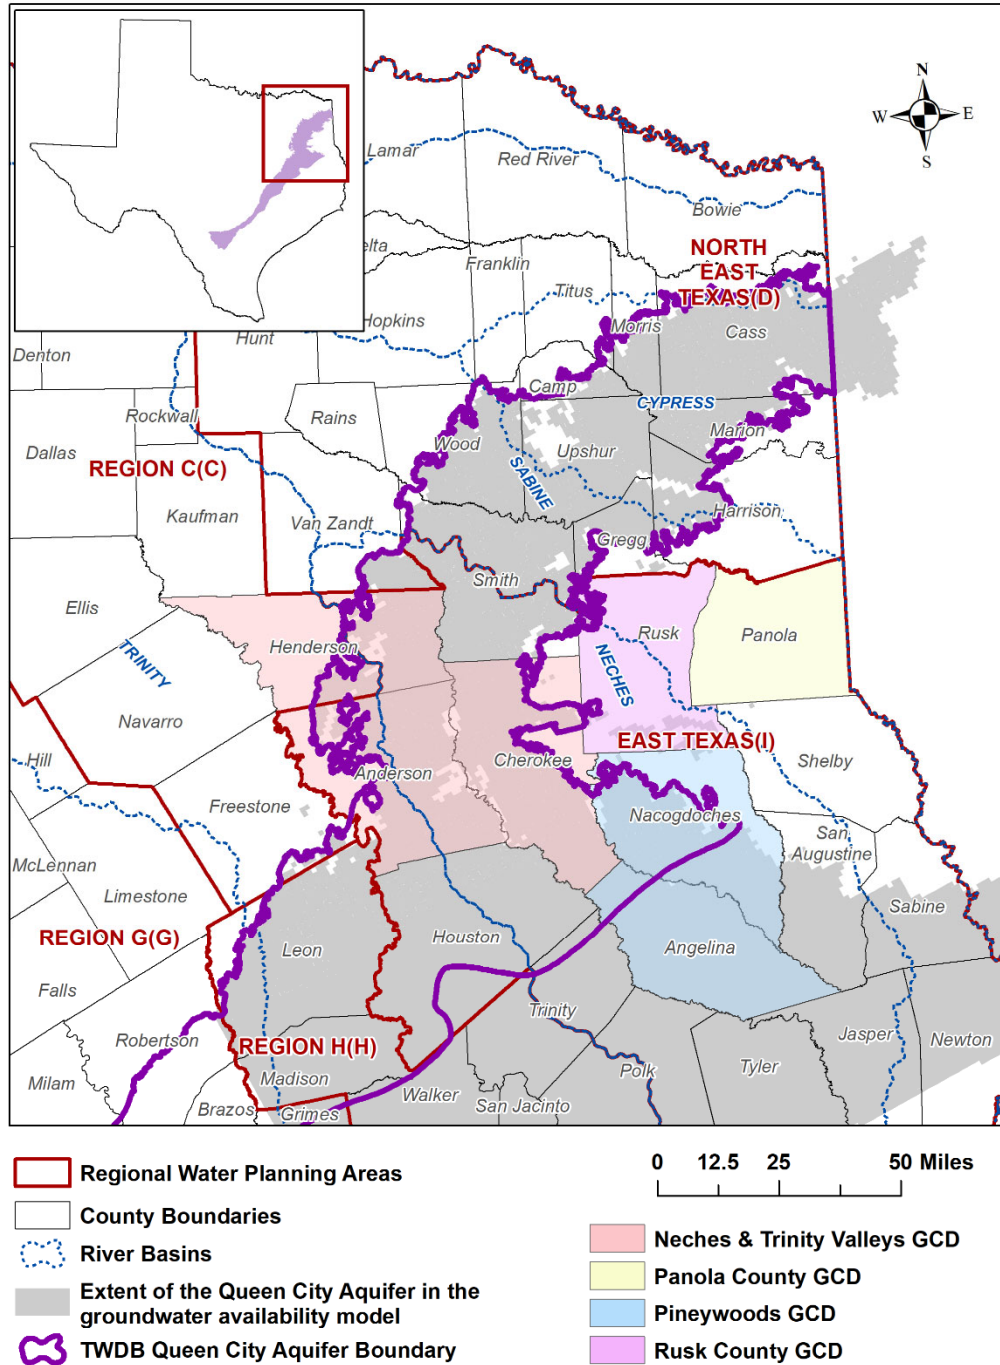 N
W
E
S
Lamar
Red River
Bowie
elta
Franklin
NORTH
EAST
TEXAS(D)
Titus
Hopkins
Morris
Hunt
Cass
Denton
Camp
Rockwall
Rains
CYPRESS
Dallas
Wood
Upshur
Marion
REGION C(C)
SABINE
Kaufman
Van Zandt
Harrison
Gregg
Smith
Ellis
Henderson
Rusk
Panola
TRINITY
NECHES
Navarro
EAST TEXAS(I)
Hill
Cherokee
Shelby
Anderson
Freestone
Nacogdoches
San
Augustine
McLennan
Limestone
Sabine
REGION G(G)
Leon
Houston
Angelina
Falls
Trinity
Robertson
REGION H(H)
Jasper
Newton
Milam
Madison
Polk
Tyler
Walker
Brazos
Grimes
San Jacinto
Regional Water Planning Areas
County Boundaries
River Basins
Extent of the Queen City Aquifer in the
groundwater availability model
TWDB Queen City Aquifer Boundary
0 12.5 25 50 Miles
Neches & Trinity Valleys GCD
Panola County GCD
Pineywoods GCD
Rusk County GCD